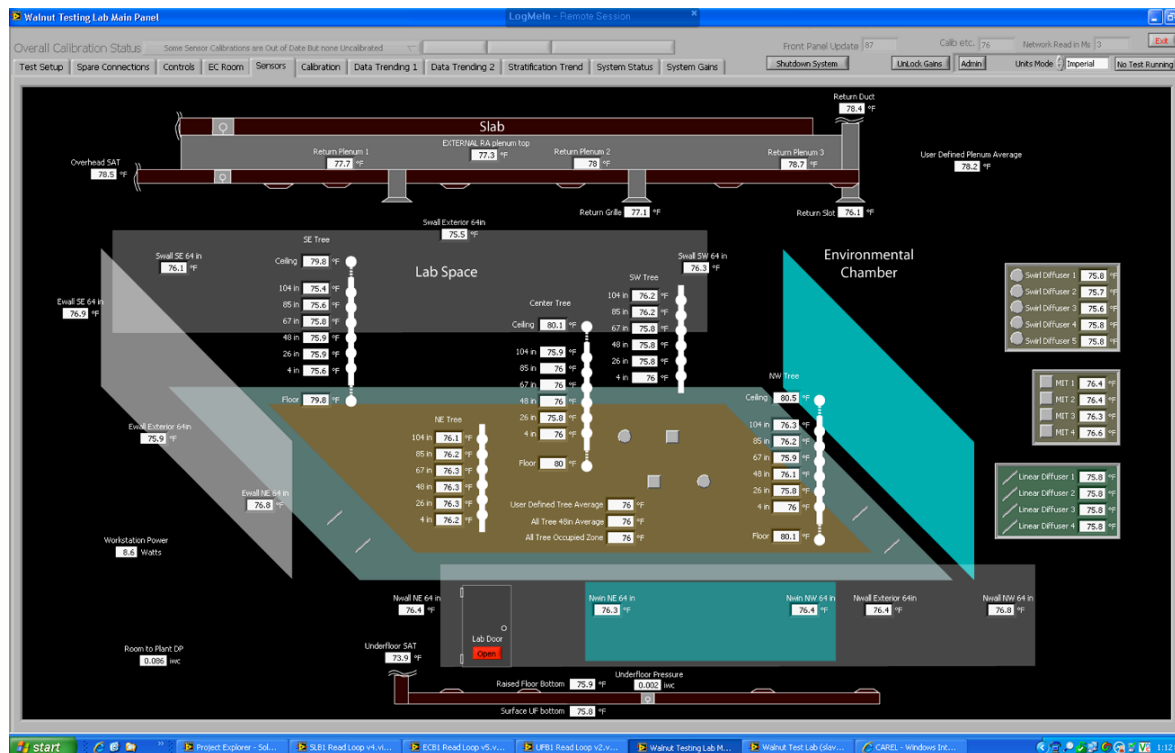 Walnut Testing Lab Main Panel
LogMeIn - Remote Session
Overall Calibration Status Some Sensor Calibrations are Out of Date But none Uncalibrated
Front Panel Update 87 Calib etc. 76 Network Read in Ms 3 Exit
Test Setup Spare Connections Controls EC Room Sensors Calibration Data Trending 1 Data Trending 2 Stratification Trend System Status System Gains
Shutdown System UnLock Gains Admin Units Mode Imperial No Test Running
Return Duct
78.4 °F
Slab
EXTERNAL RA plenum top
77.3 °F
Return Plenum 1
77.7 °F
Return Plenum 2
78 °F
Return Plenum 3
78.7 °F
Overhead SAT
78.5 °F
User Defined Plenum Average
78.2 °F
Return Grille 77.1 °F
Return Slot 76.1 °F
Swall Exterior 64in
75.5 °F
Lab Space
Environmental
Chamber
Swall SE 64 in
76.1 °F
Swall SW 64 in
76.3 °F
Ewall SE 64 in
76.9 °F
SE Tree
Ceiling 79.8 °F
104 in 75.4 °F
85 in 75.6 °F
67 in 75.8 °F
48 in 75.9 °F
26 in 75.9 °F
4 in 75.6 °F
Floor 79.8 °F
Center Tree
Ceiling 80.1 °F
104 in 75.9 °F
85 in 76 °F
67 in 76 °F
48 in 76 °F
26 in 75.8 °F
4 in 76 °F
Floor 80 °F
SW Tree
104 in 76.2 °F
85 in 76.2 °F
67 in 75.8 °F
48 in 75.8 °F
26 in 75.8 °F
4 in 76 °F
NW Tree
Ceiling 80.5 °F
104 in 76.3 °F
85 in 76.2 °F
67 in 75.9 °F
48 in 76.1 °F
26 in 75.8 °F
4 in 76 °F
Floor 80.1 °F
NE Tree
104 in 76.1 °F
85 in 76.2 °F
67 in 76.3 °F
48 in 76.3 °F
26 in 76.3 °F
4 in 76.2 °F
Swirl Diffuser 1 75.8 °F
Swirl Diffuser 2 75.7 °F
Swirl Diffuser 3 75.6 °F
Swirl Diffuser 4 75.8 °F
Swirl Diffuser 5 75.8 °F
MIT 1 76.4 °F
MIT 2 76.4 °F
MIT 3 76.3 °F
MIT 4 76.6 °F
Linear Diffuser 1 75.8 °F
Linear Diffuser 2 75.8 °F
Linear Diffuser 3 75.8 °F
Linear Diffuser 4 75.8 °F
Ewall Exterior 64in
75.9 °F
Ewall NE 64 in
76.8 °F
User Defined Tree Average 76 °F
All Tree 48in Average 76 °F
All Tree Occupied Zone 76 °F
Workstation Power
8.6 Watts
Nwall NE 64 in
76.4 °F
Nwin NE 64 in
76.3 °F
Nwin NW 64 in
76.4 °F
Nwall Exterior 64in
76.4 °F
Nwall NW 64 in
76.8 °F
Lab Door
Open
Room to Plant DP
0.086 iwc
Underfloor SAT
73.9 °F
Raised Floor Bottom 75.9 °F
Underfloor Pressure
0.002 iwc
Surface UF bottom 75.8 °F
start Project Explorer - Sol... SLB1 Read Loop v4.vi... ECB1 Read Loop v5.v... UFB1 Read Loop v2.v... Walnut Testing Lab M... Walnut Test Lab (slav... CAREL - Windows Int...